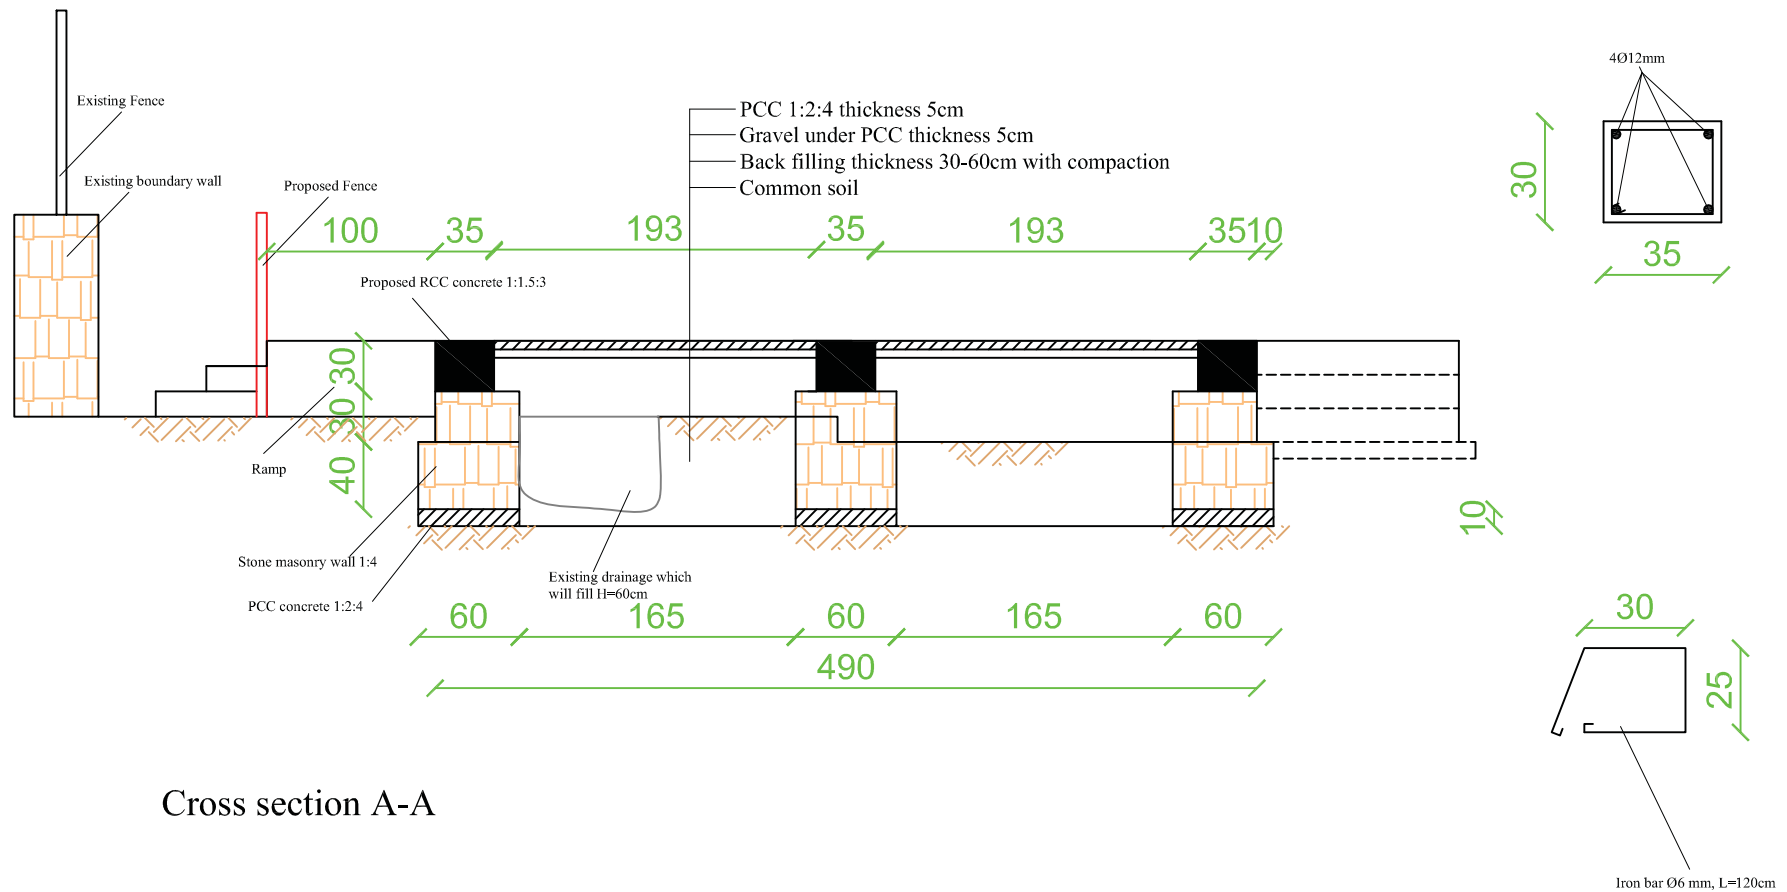 4Ø12mm
Existing Fence
PCC 1:2:4 thickness 5cm
Gravel under PCC thickness 5cm
Existing boundary wall
Back filling thickness 30-60cm with compaction
Proposed Fence
Common soil
30
100
35
193
35
193
35
10
35
Proposed RCC concrete 1:1.5:3
30
30
40
Ramp
10
Stone masonry wall 1:4
Existing drainage which
will fill H=60cm
PCC concrete 1:2:4
60
165
60
165
60
30
490
25
Cross section A-A
Iron bar Ø6 mm, L=120cm